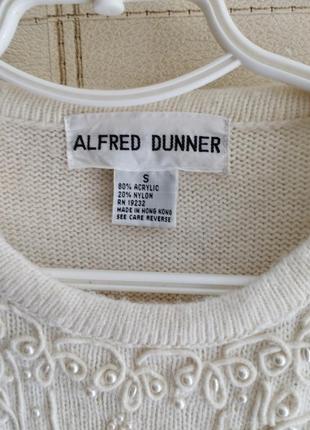 ALFRED DUNNER
S
80% ACRYLIC
20% NYLON
RN 19232
MADE IN HONG KONG
SEE CARE REVERSE